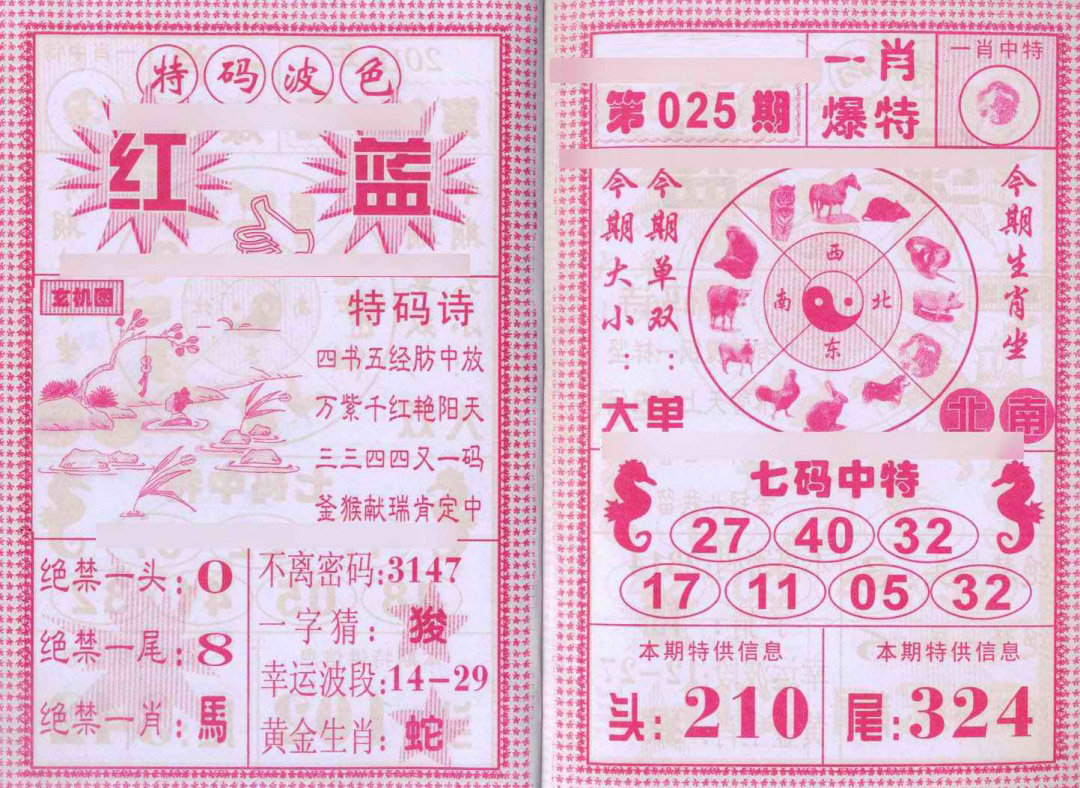 特码波色
红 蓝
玄机图
特码诗
四书五经肪中放
万紫千红艳阳天
三三四四又一码
釜猴献瑞肯定中
绝禁一头:0
绝禁一尾:8
绝禁一肖:馬
不离密码:3147
一字猜:狻
幸运波段:14-29
黄金生肖:蛇
第025期
一肖
爆特
一肖中特
今期大小:大
今期单双:单
西
南 北
东
今期生肖坐
北 南
七码中特
27 40 32
17 11 05 32
本期特供信息
头:210
本期特供信息
尾:324